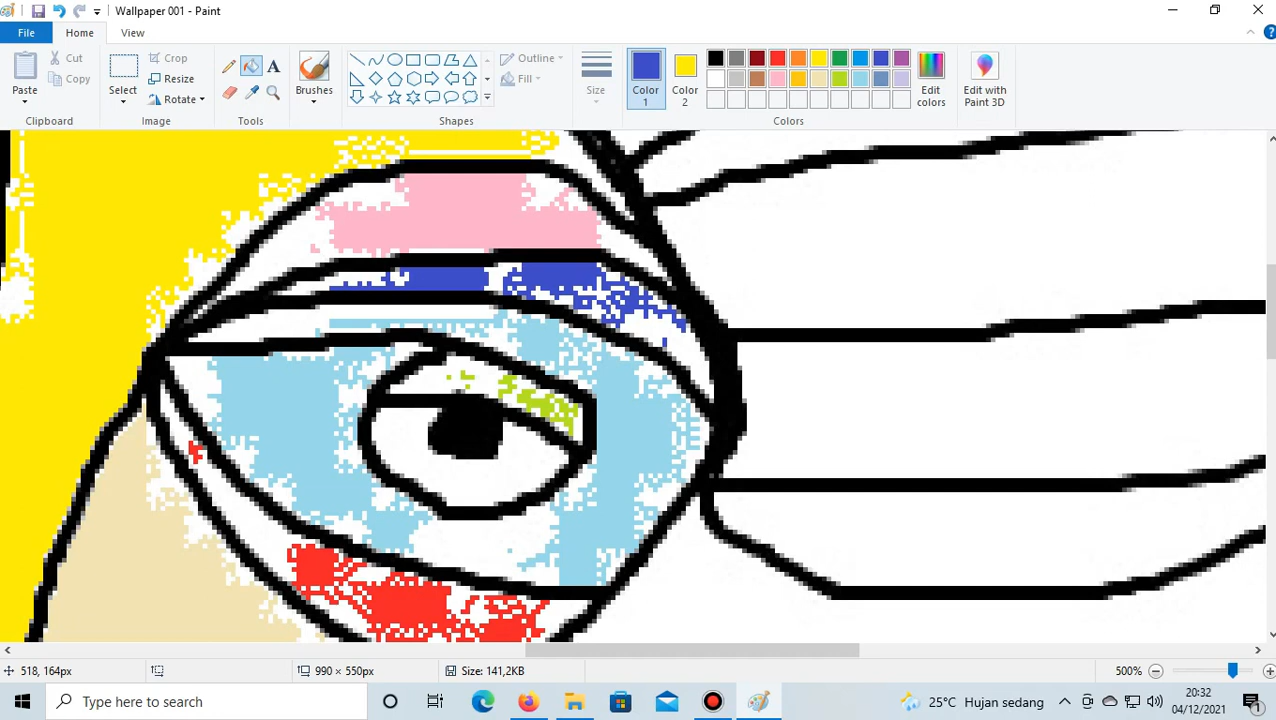 Wallpaper 001 - Paint
File Home View
Paste
Cut
Copy
Clipboard
Select
Crop
Resize
Rotate
Image
A
Tools
Brushes
Outline
Fill
Shapes
Size
Color
1
Color
2
Edit
colors
Colors
Edit with
Paint 3D
518, 164px 990 × 550px Size: 141,2KB 500%
Type here to search 25°C Hujan sedang 20:32
04/12/2021 1